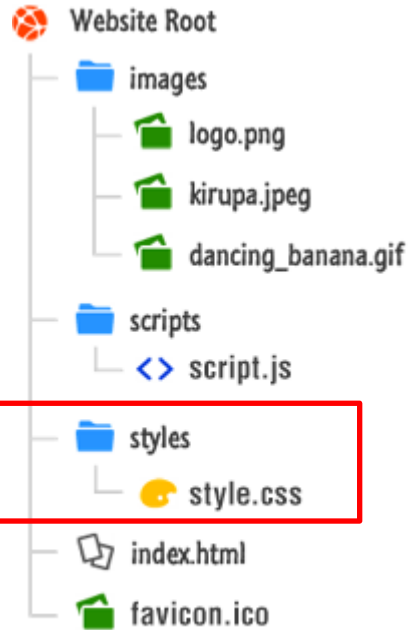 Website Root
images
logo.png
kirupa.jpeg
dancing_banana.gif
scripts
script.js
styles
style.css
index.html
favicon.ico